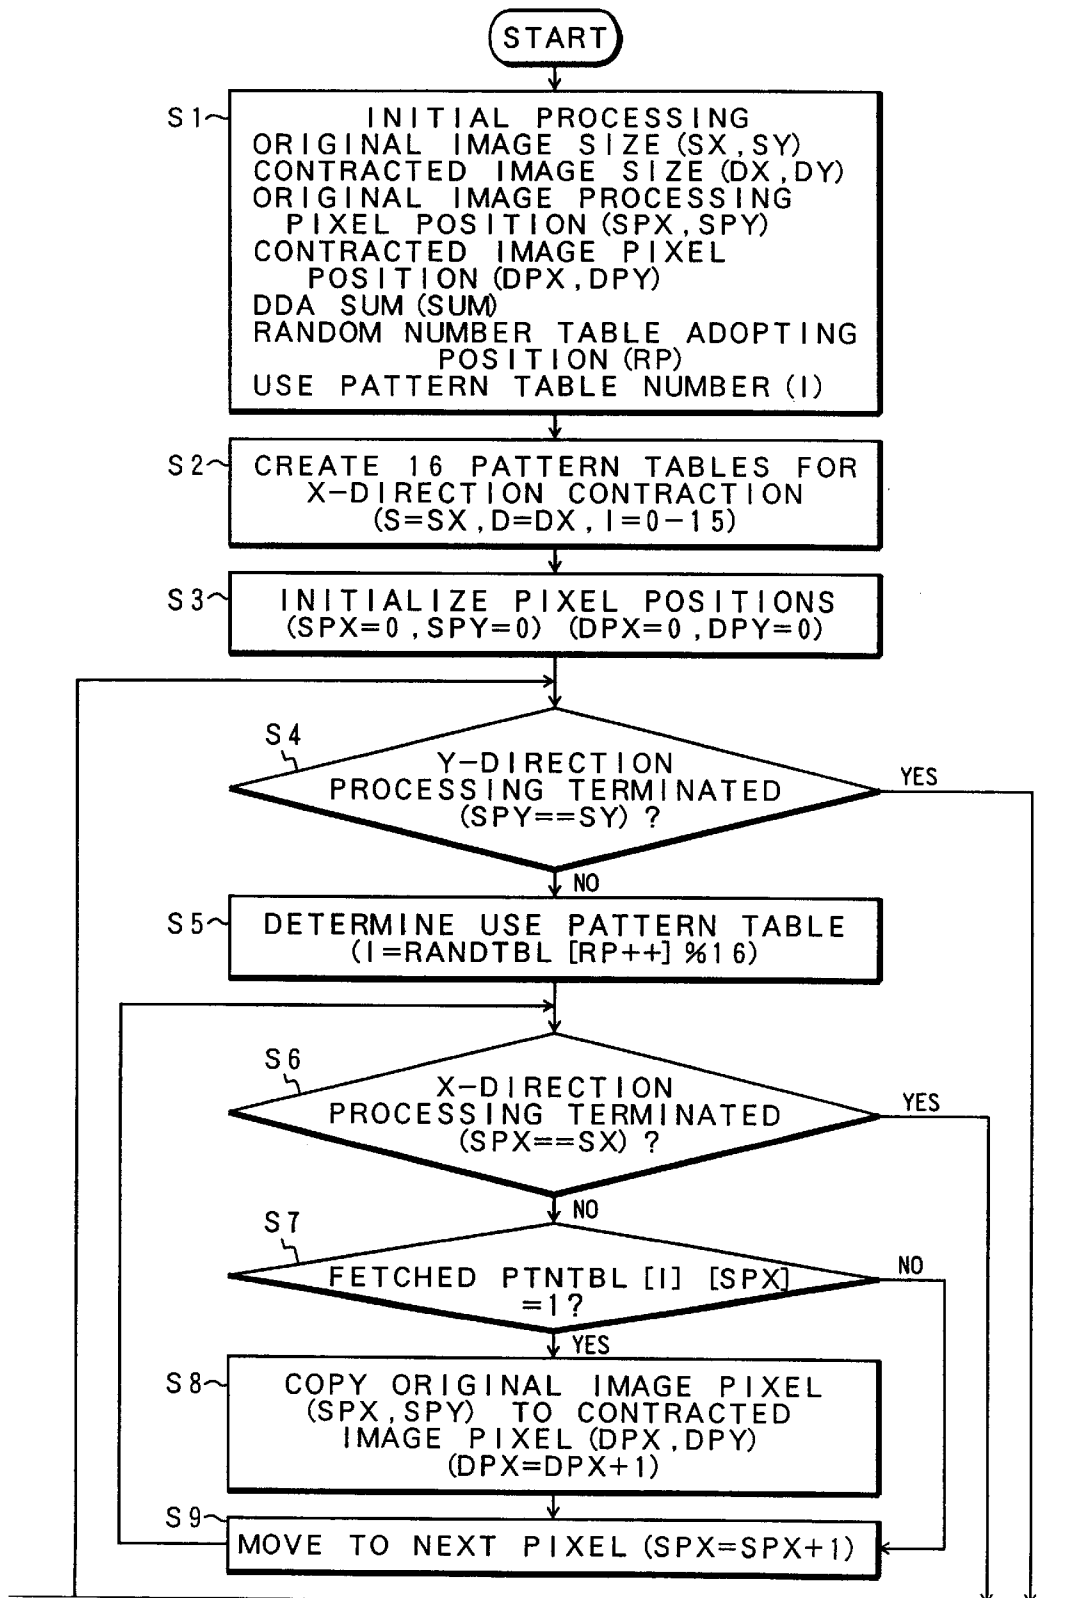 START
S1
INITIAL PROCESSING
ORIGINAL IMAGE SIZE (SX,SY)
CONTRACTED IMAGE SIZE (DX,DY)
ORIGINAL IMAGE PROCESSING
PIXEL POSITION (SPX,SPY)
CONTRACTED IMAGE PIXEL
POSITION (DPX,DPY)
DDA SUM (SUM)
RANDOM NUMBER TABLE ADOPTING
POSITION (RP)
USE PATTERN TABLE NUMBER (I)
S2
CREATE 16 PATTERN TABLES FOR
X-DIRECTION CONTRACTION
(S=SX,D=DX,I=0-15)
S3
INITIALIZE PIXEL POSITIONS
(SPX=0,SPY=0) (DPX=0,DPY=0)
S4
Y-DIRECTION
PROCESSING TERMINATED
(SPY==SY) ?
YES
NO
S5
DETERMINE USE PATTERN TABLE
(I=RANDTBL [RP++] %16)
S6
X-DIRECTION
PROCESSING TERMINATED
(SPX==SX) ?
YES
NO
S7
FETCHED PTNTBL [I] [SPX]
=1?
NO
YES
S8
COPY ORIGINAL IMAGE PIXEL
(SPX,SPY) TO CONTRACTED
IMAGE PIXEL (DPX,DPY)
(DPX=DPX+1)
S9
MOVE TO NEXT PIXEL (SPX=SPX+1)